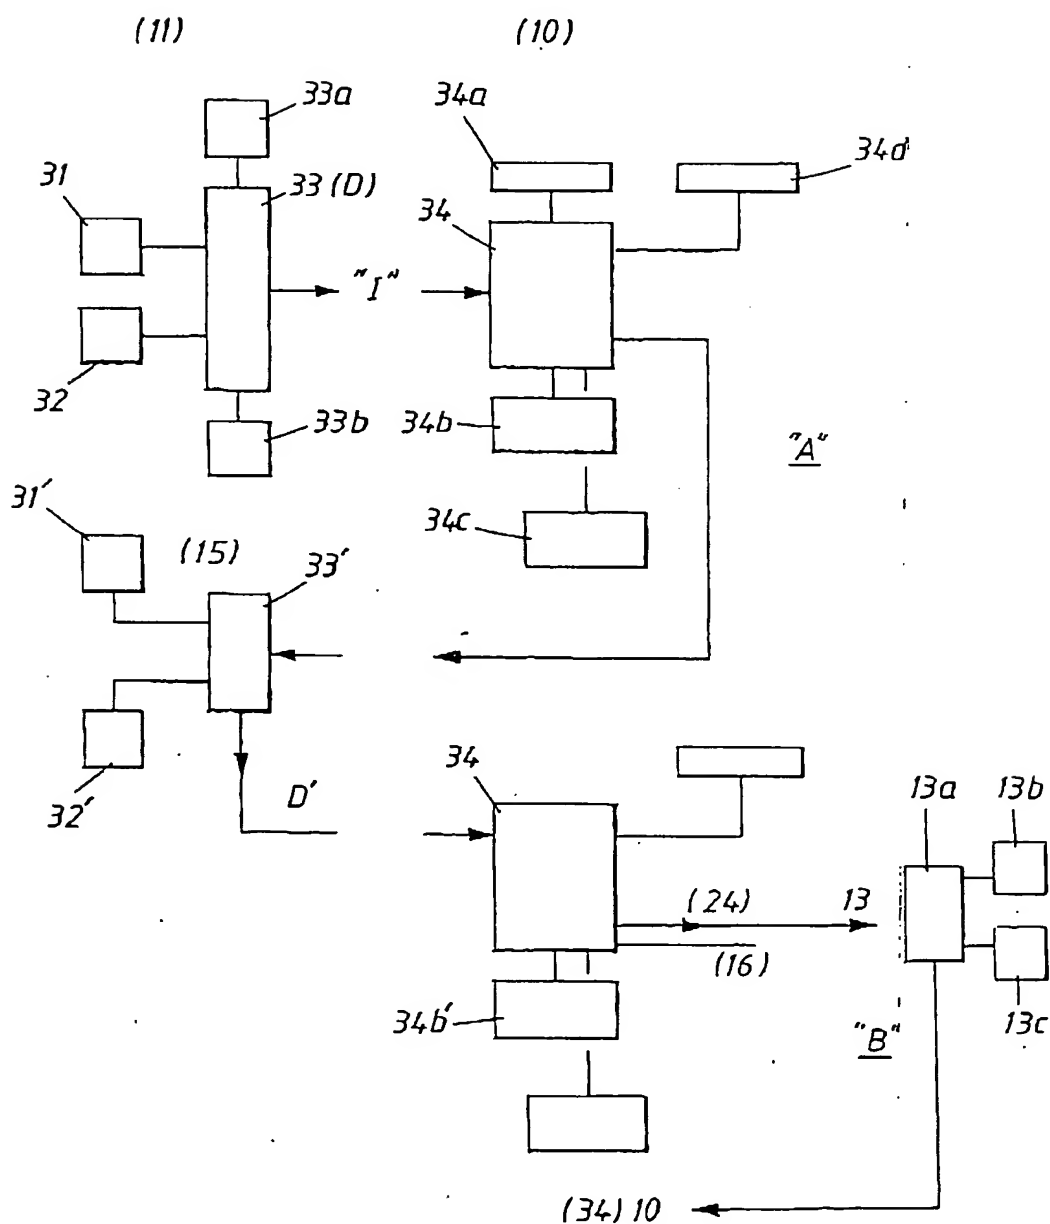 (11)
(10)
33a
34a
34d
31
33 (D)
34
"I"
32
33b
34b
"A"
34c
31'
(15)
33'
32'
D'
34
13a
13b
(24)
13
(16)
34b'
"B"
13c
(34) 10